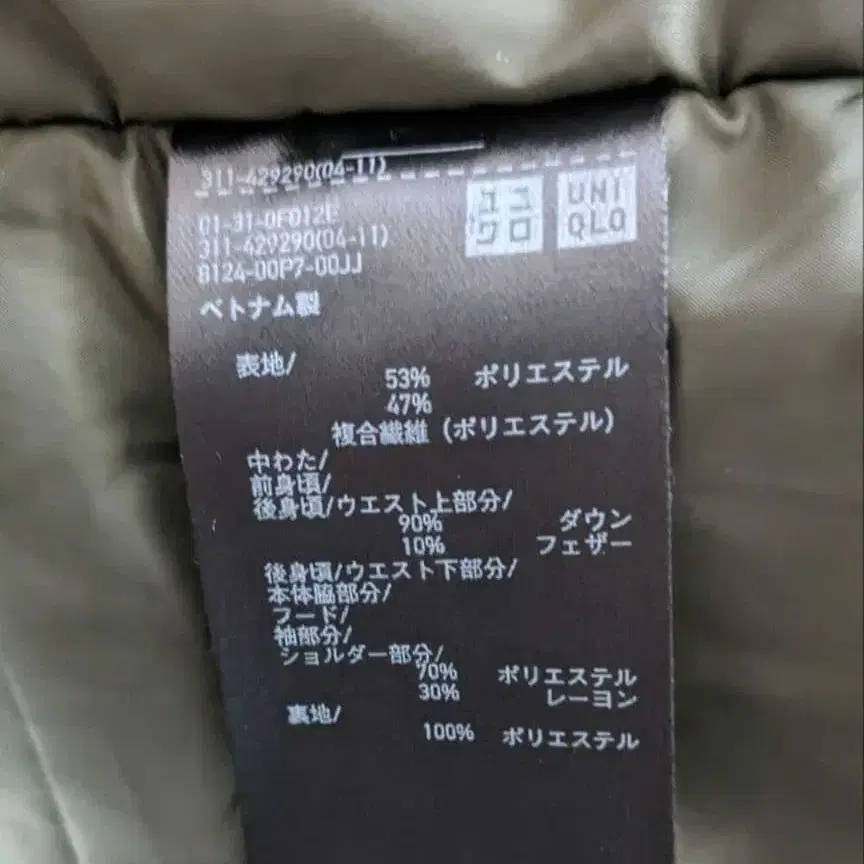 311-429290(04-11)
ユニ
クロ
UNI
QLO
01-31-0F012E
311-429290(04-11)
8124-00P7-00JJ
ベトナム製
表地/
53% ポリエステル
47%
複合繊維(ポリエステル)
中わた/
前身頃/
後身頃/ウエスト上部分/
90% ダウン
10% フェザー
後身頃/ウエスト下部分/
本体脇部分/
フード/
袖部分/
ショルダー部分/
70% ポリエステル
30% レーヨン
裏地/
100% ポリエステル